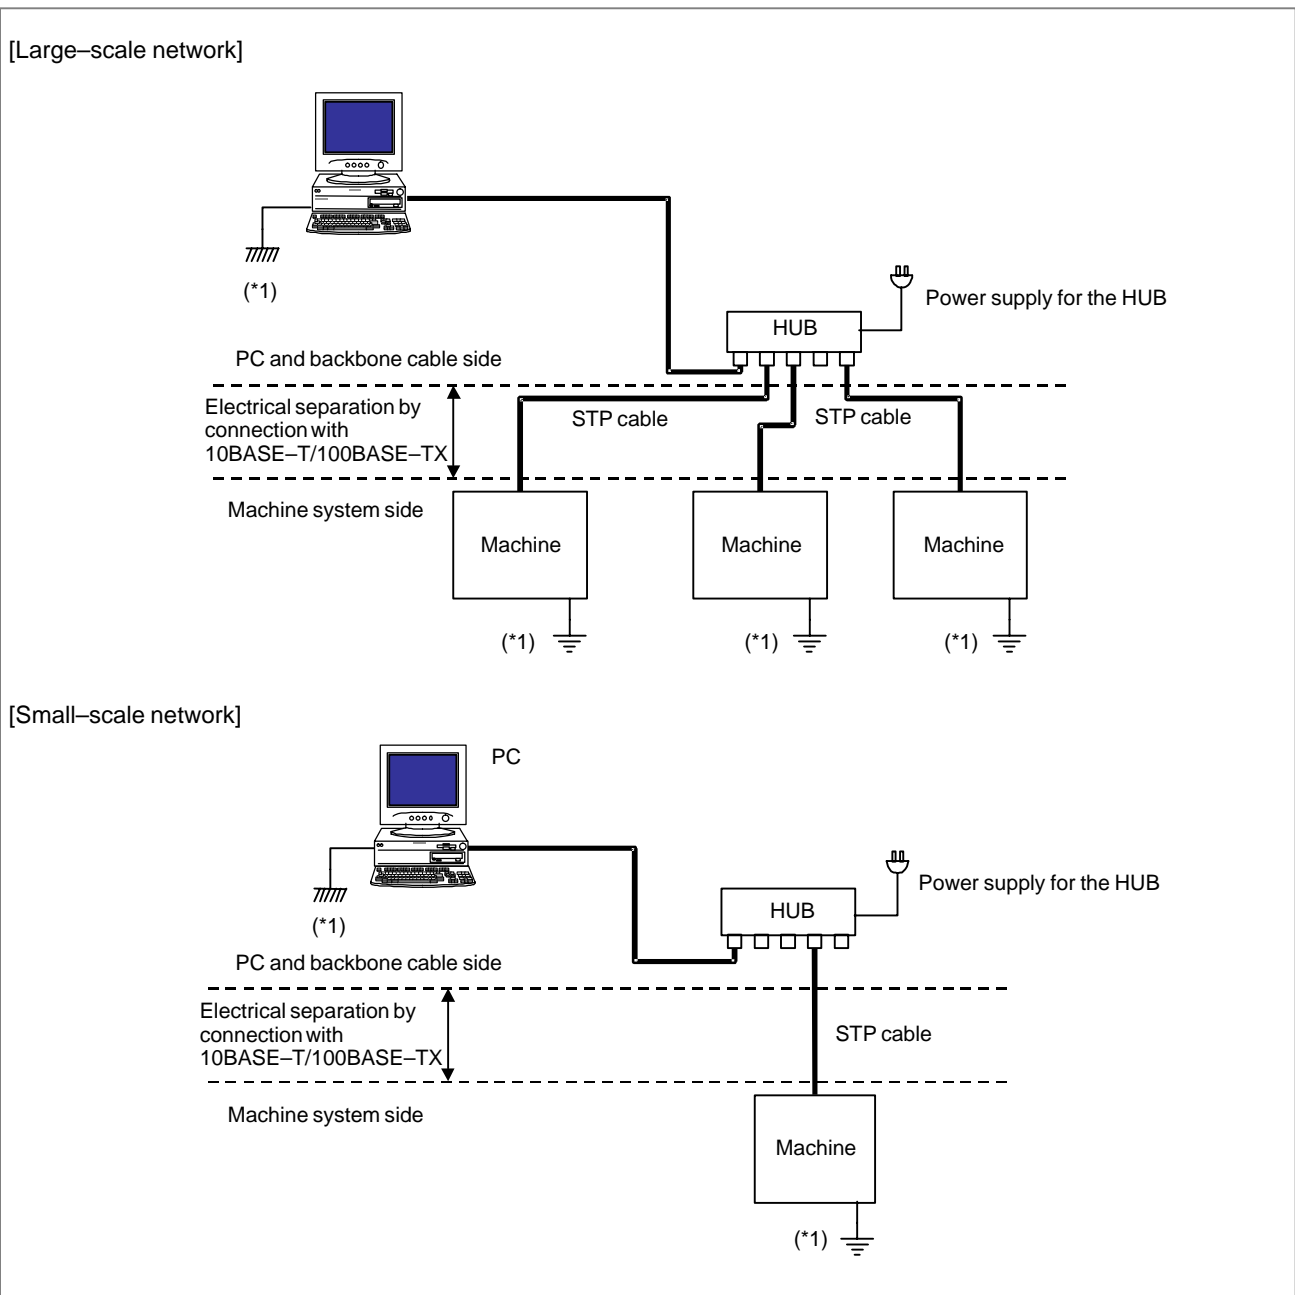 [Large–scale network]
(*1)
Power supply for the HUB
HUB
PC and backbone cable side
Electrical separation by
connection with
10BASE–T/100BASE–TX
STP cable
STP cable
Machine system side
Machine
Machine
Machine
(*1)
(*1)
(*1)
[Small–scale network]
PC
(*1)
Power supply for the HUB
HUB
PC and backbone cable side
Electrical separation by
connection with
10BASE–T/100BASE–TX
STP cable
Machine system side
Machine
(*1)